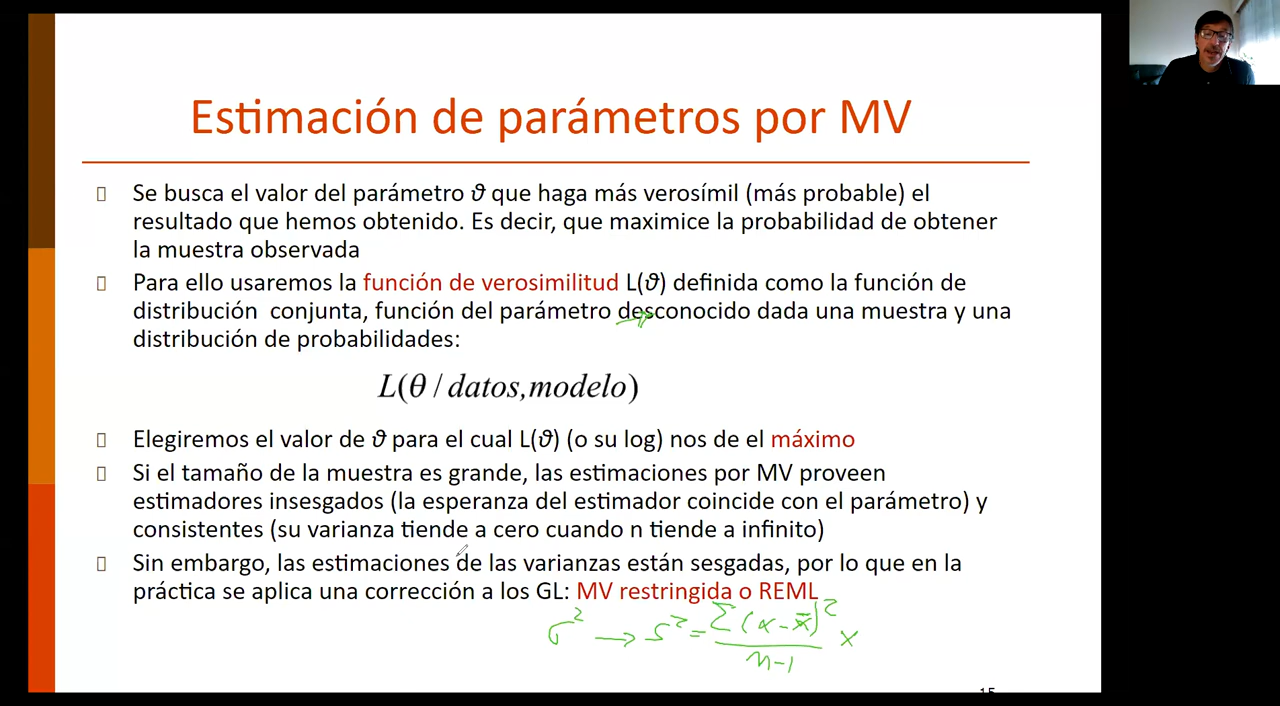 Estimación de parámetros por MV
Se busca el valor del parámetro ϑ que haga más verosímil (más probable) el
resultado que hemos obtenido. Es decir, que maximice la probabilidad de obtener
la muestra observada
Para ello usaremos la función de verosimilitud L(ϑ) definida como la función de
distribución conjunta, función del parámetro desconocido dada una muestra y una
distribución de probabilidades:
L(θ / datos,modelo)
Elegiremos el valor de ϑ para el cual L(ϑ) (o su log) nos de el máximo
Si el tamaño de la muestra es grande, las estimaciones por MV proveen
estimadores insesgados (la esperanza del estimador coincide con el parámetro) y
consistentes (su varianza tiende a cero cuando n tiende a infinito)
Sin embargo, las estimaciones de las varianzas están sesgadas, por lo que en la
práctica se aplica una corrección a los GL: MV restringida o REML
σ² → s² = Σ(x - x̄)² / n-1 x
15